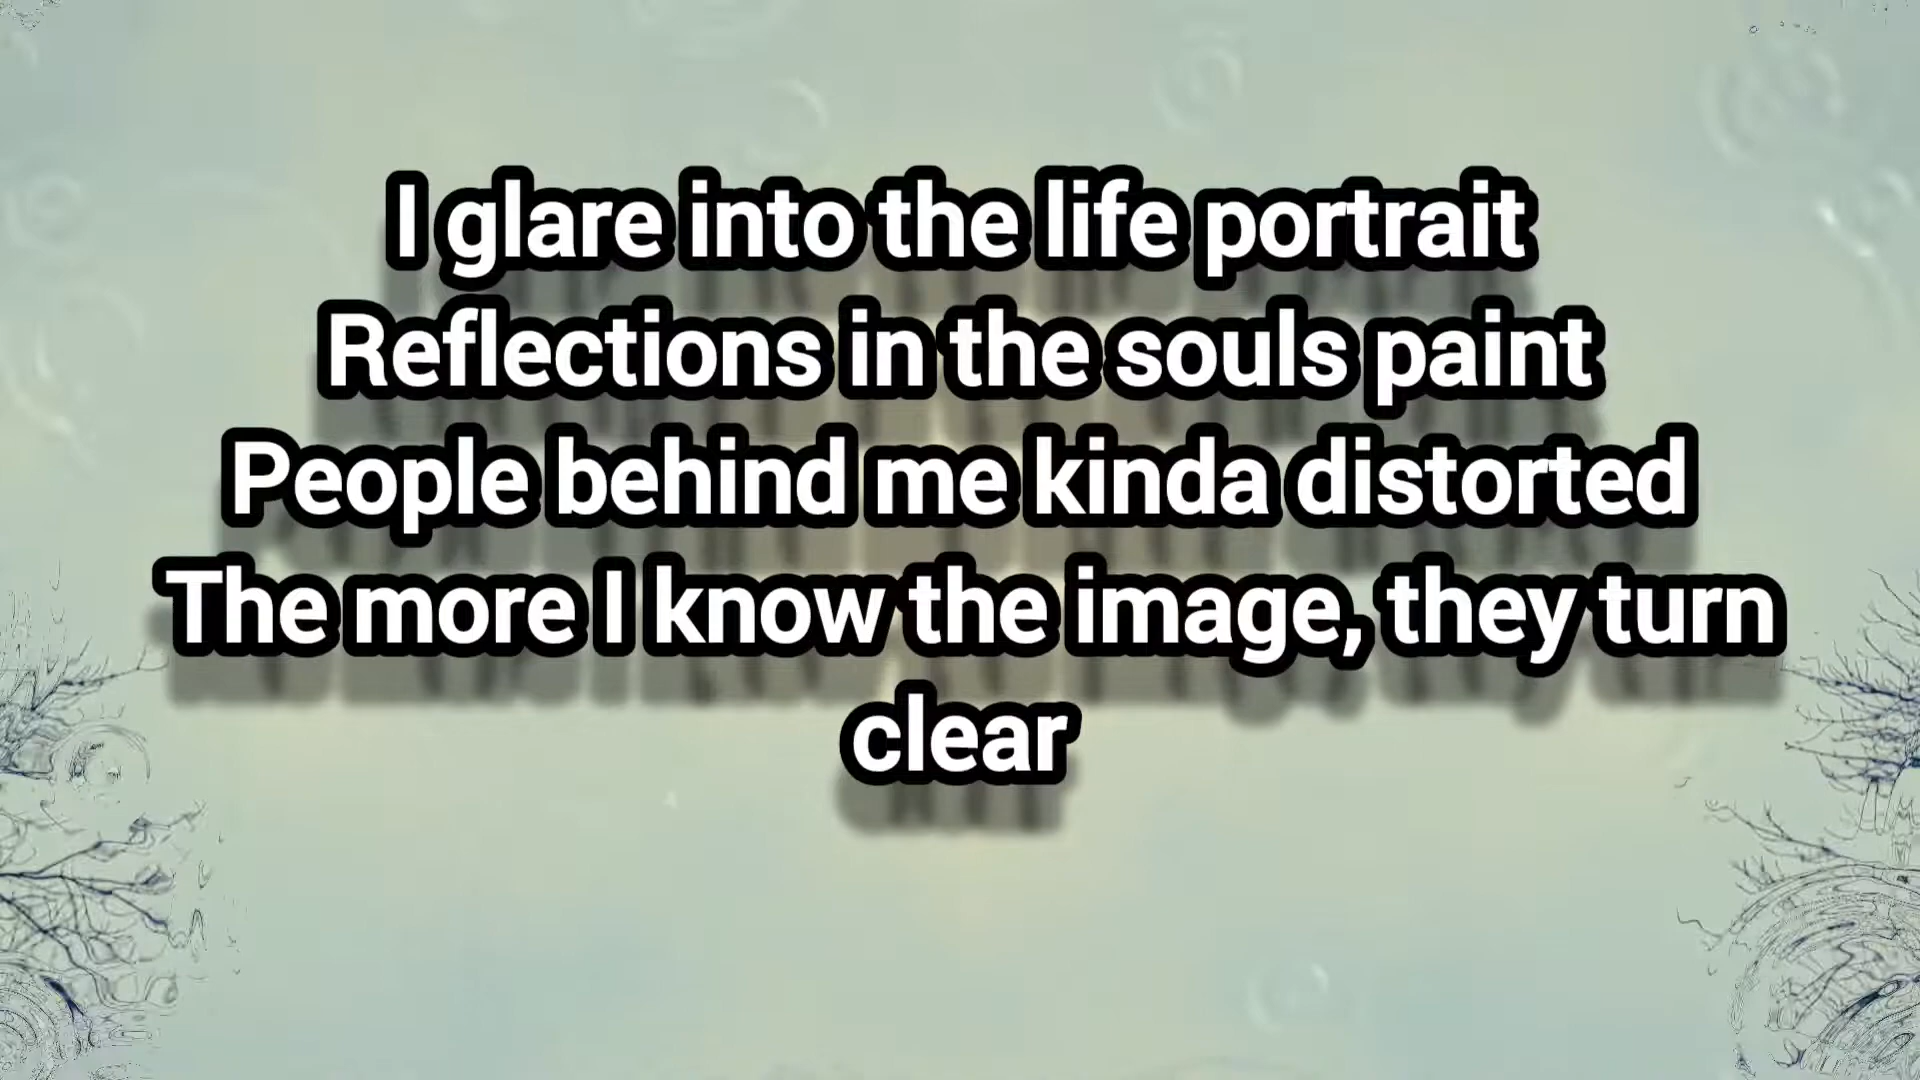 I glare into the life portrait
Reflections in the souls paint
People behind me kinda distorted
The more I know the image, they turn
clear